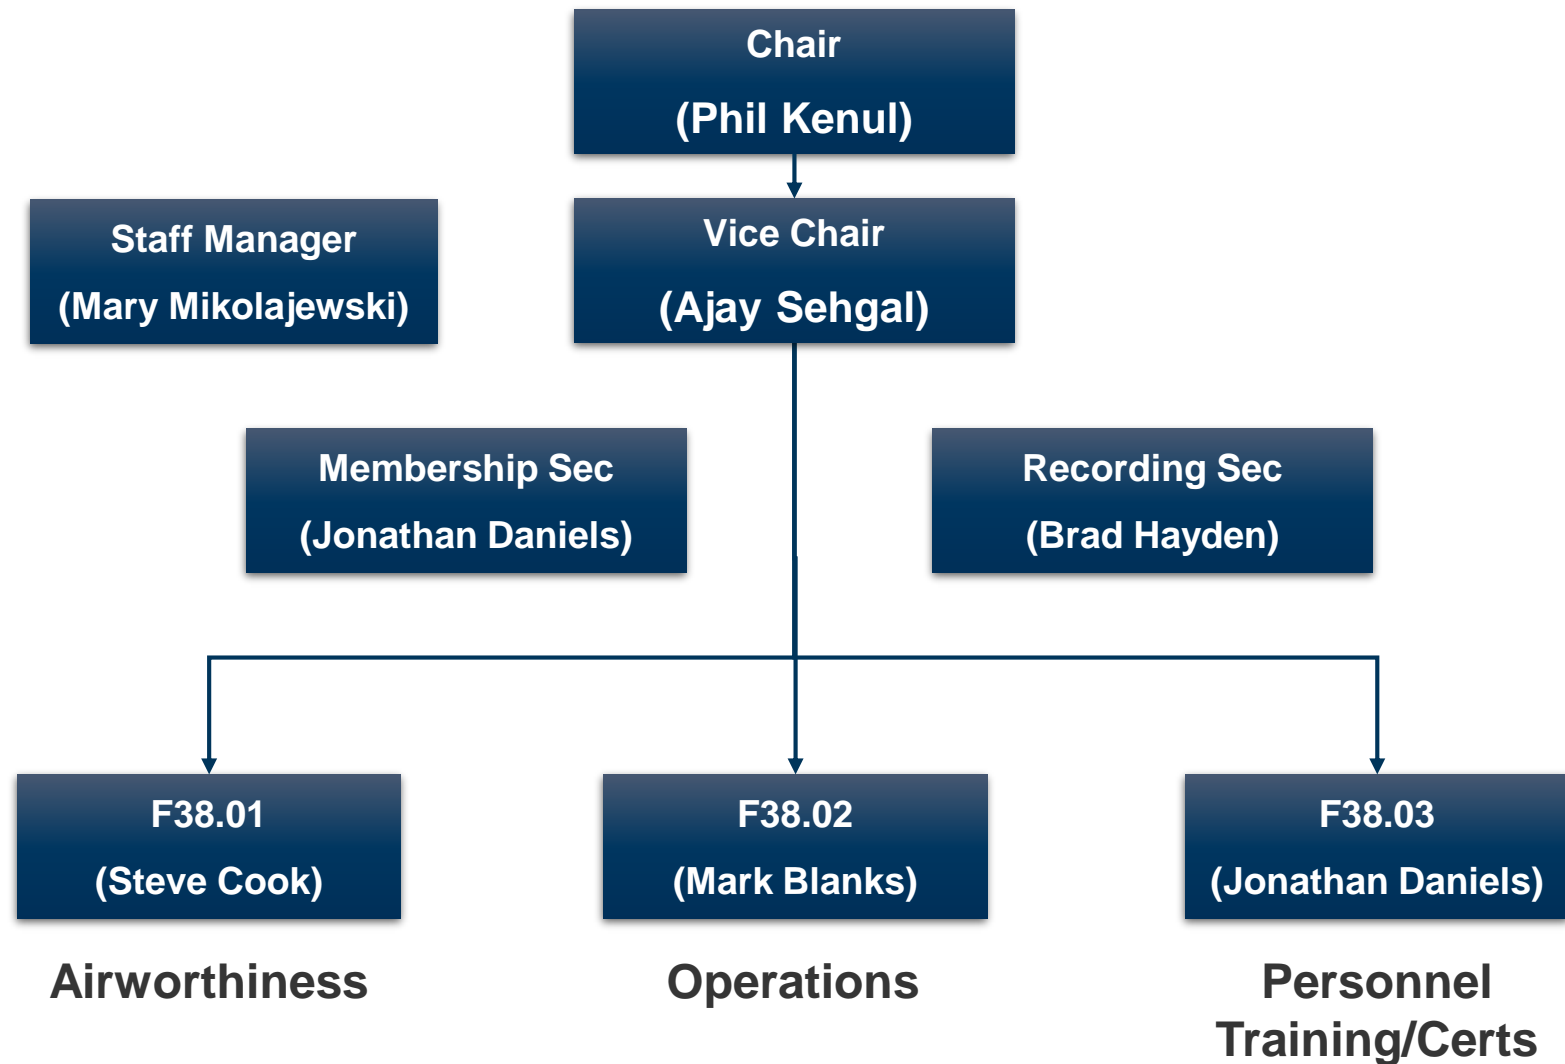 Chair
(Phil Kenul)
Staff Manager
(Mary Mikolajewski)
Vice Chair
(Ajay Sehgal)
Membership Sec
(Jonathan Daniels)
Recording Sec
(Brad Hayden)
F38.01
(Steve Cook)
F38.02
(Mark Blanks)
F38.03
(Jonathan Daniels)
Airworthiness
Operations
Personnel
Training/Certs